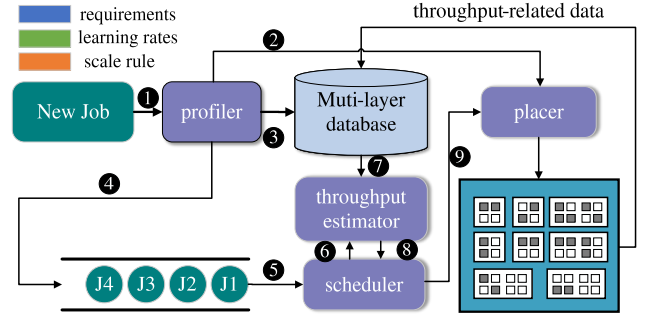 throughput-related data
requirements
learning rates
scale rule
2
New Job
1
profiler
3
Muti-layer
database
placer
4
7
9
throughput
estimator
6
8
J4 J3 J2 J1
5
scheduler